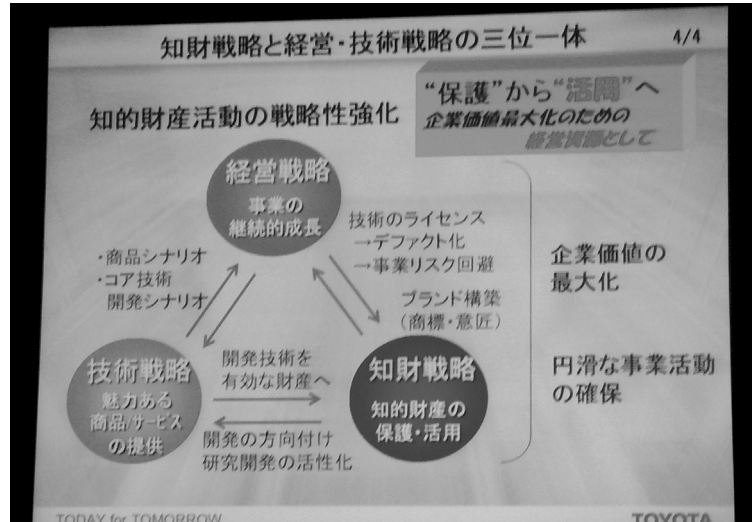 知財戦略と経営・技術戦略の三位一体
4/4
知的財産活動の戦略性強化
“保護”から“活用”へ
企業価値最大化のための
経営資源として
経営戦略
事業の
継続的成長
・商品シナリオ
・コア技術
開発シナリオ
技術のライセンス
→デファクト化
→事業リスク回避
ブランド構築
(商標・意匠)
企業価値の
最大化
技術戦略
魅力ある
商品/サービス
の提供
開発技術を
有効な財産へ
開発の方向付け
研究開発の活性化
知財戦略
知的財産の
保護・活用
円滑な事業活動
の確保
TODAY for TOMORROW
TOYOTA